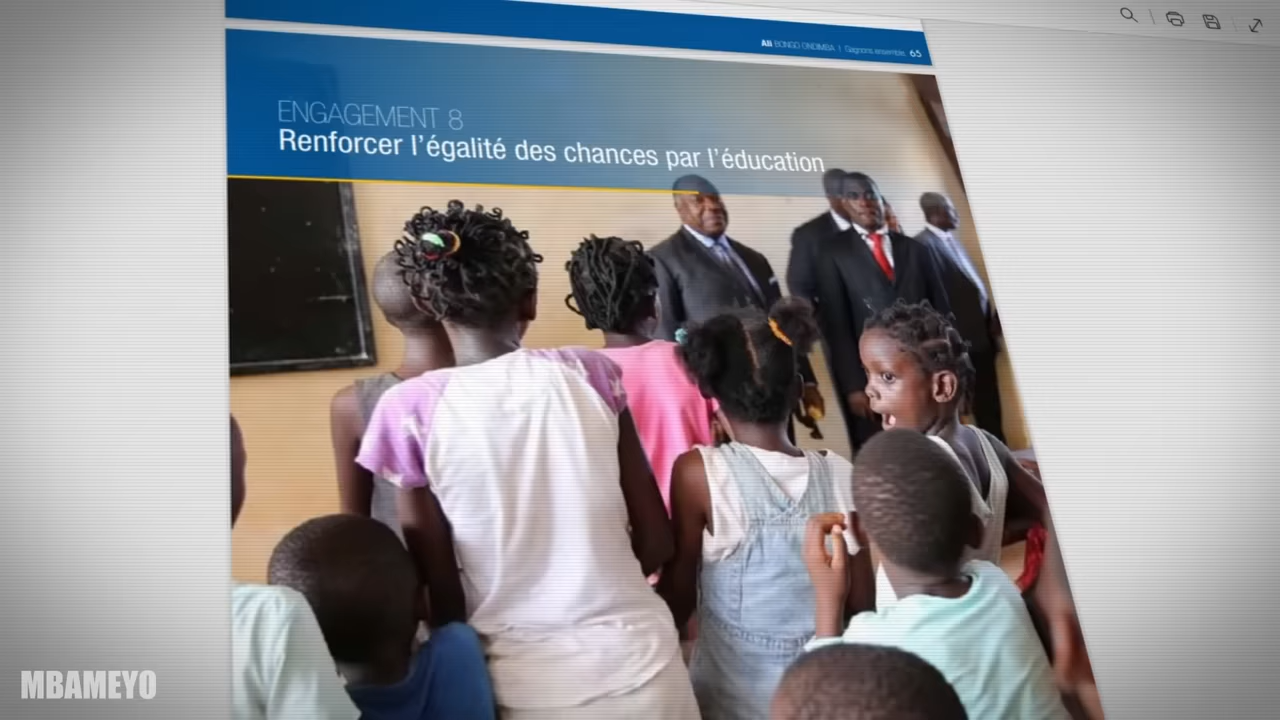 Ali BONGO ONDIMBA | Gagnons ensemble 65
ENGAGEMENT 8
Renforcer l'égalité des chances par l'éducation
MBAMEYO